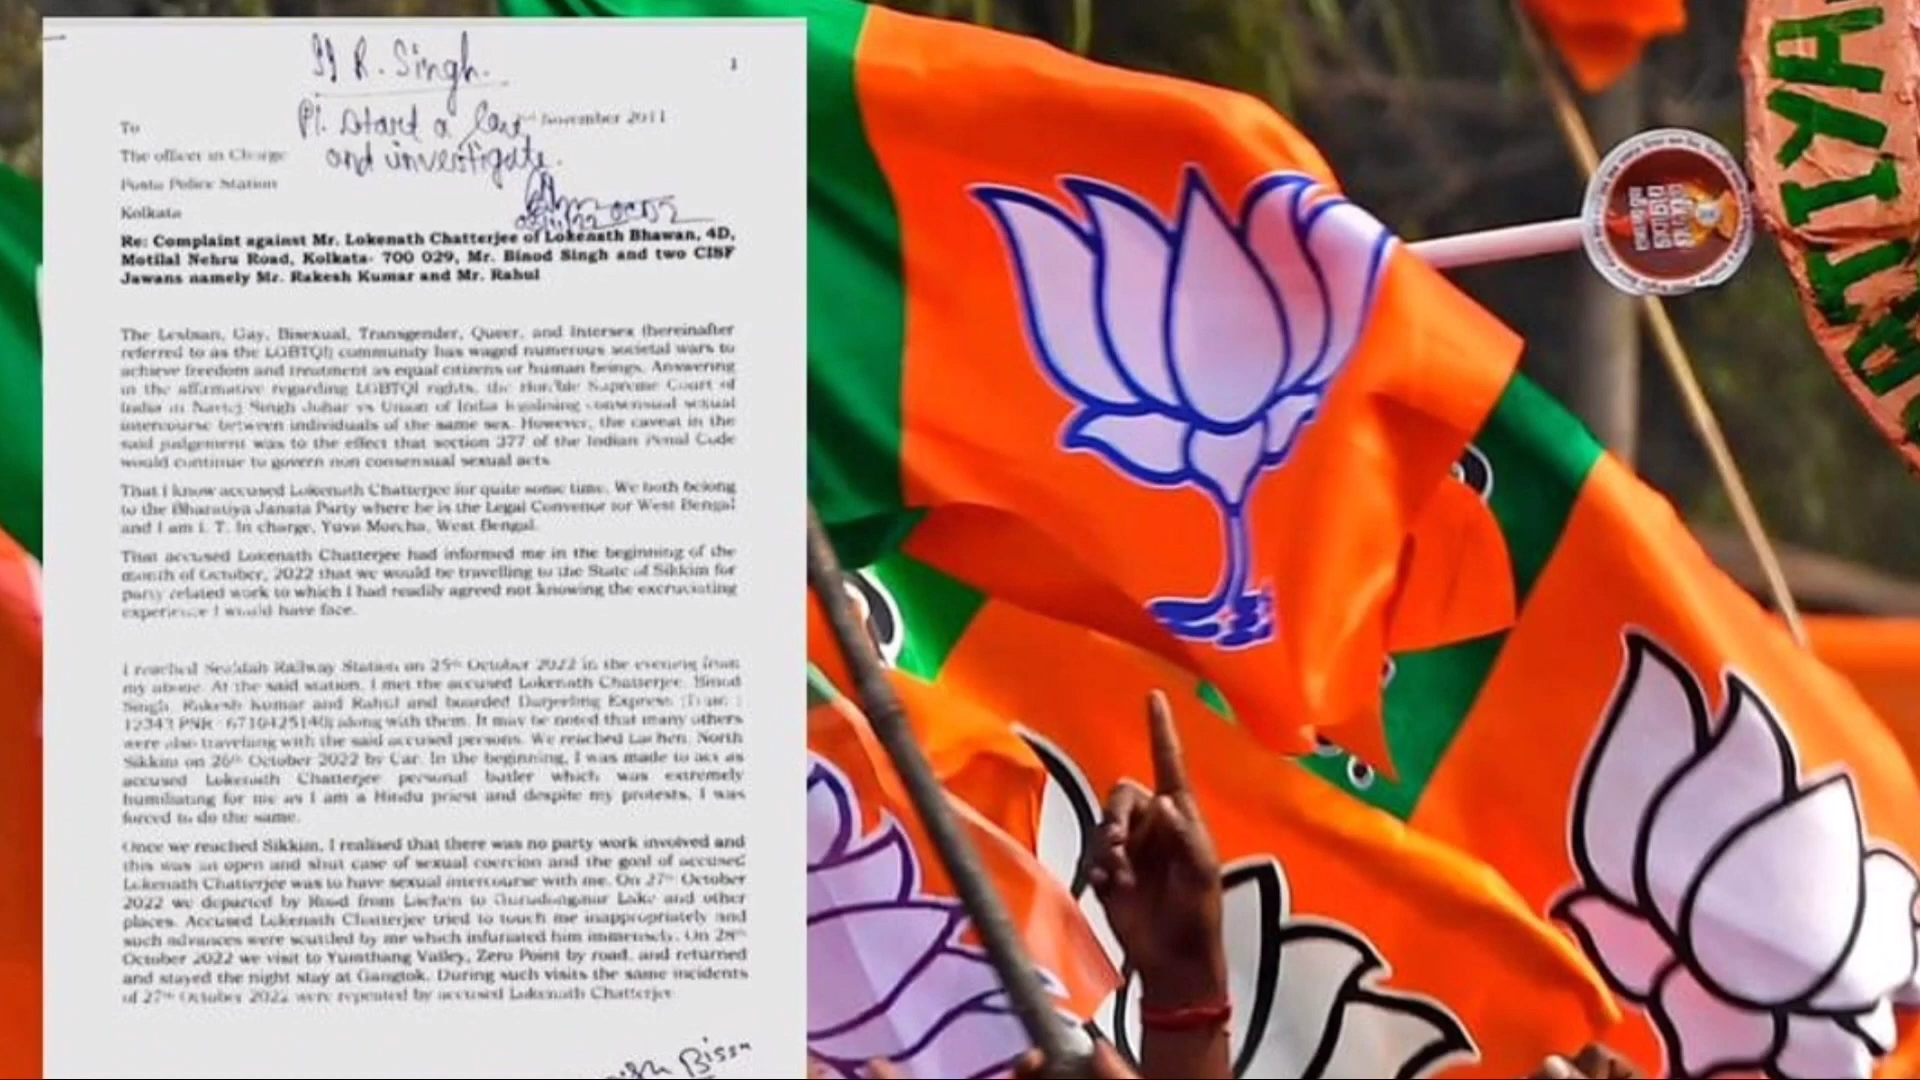 R. Singh.
1
Pl. start a case
November 2011
and investigate.
To
The officer in Charge
Posta Police Station
Kolkata
Re: Complaint against Mr. Lokenath Chatterjee of Lokenath Bhawan, 4D,
Motilal Nehru Road, Kolkata- 700 029, Mr. Binod Singh and two CISF
Jawans namely Mr. Rakesh Kumar and Mr. Rahul
The Lesbian, Gay, Bisexual, Transgender, Queer, and Intersex (hereinafter
referred to as the LGBTQI) community has waged numerous societal wars to
achieve freedom and treatment as equal citizens or human beings. Answering
in the affirmative regarding LGBTQI rights, the Hon'ble Supreme Court of
India in Navtej Singh Johar vs Union of India legalising consensual sexual
intercourse between individuals of the same sex. However, the caveat in the
said judgement was to the effect that section 377 of the Indian Penal Code
would continue to govern non consensual sexual acts.
That I know accused Lokenath Chatterjee for quite some time. We both belong
to the Bharatiya Janata Party where he is the Legal Convenor for West Bengal
and I am I. T. In charge, Yuva Morcha, West Bengal.
That accused Lokenath Chatterjee had informed me in the beginning of the
month of October, 2022 that we would be travelling to the State of Sikkim for
party related work to which I had readily agreed not knowing the excruciating
experience I would have face.
I reached Sealdah Railway Station on 25th October 2022 in the evening from
my abode. At the said station, I met the accused Lokenath Chatterjee, Binod
Singh, Rakesh Kumar and Rahul and boarded Darjeeling Express (Train :
12343 PNR - 6710425140) along with them. It may be noted that many others
were also traveling with the said accused persons. We reached Lachen, North
Sikkim on 26th October 2022 by Car. In the beginning, I was made to act as
accused Lokenath Chatterjee personal butler which was extremely
humiliating for me as I am a Hindu priest and despite my protests, I was
forced to do the same.
Once we reached Sikkim, I realised that there was no party work involved and
this was an open and shut case of sexual coercion and the goal of accused
Lokenath Chatterjee was to have sexual intercourse with me. On 27th October
2022 we departed by Road from Lachen to Gurudongmar Lake and other
places. Accused Lokenath Chatterjee tried to touch me inappropriately and
such advances were scuttled by me which infuriated him immensely. On 28th
October 2022 we visit to Yumthang Valley, Zero Point by road, and returned
and stayed the night stay at Gangtok. During such visits the same incidents
of 27th October 2022 were repeated by accused Lokenath Chatterjee.